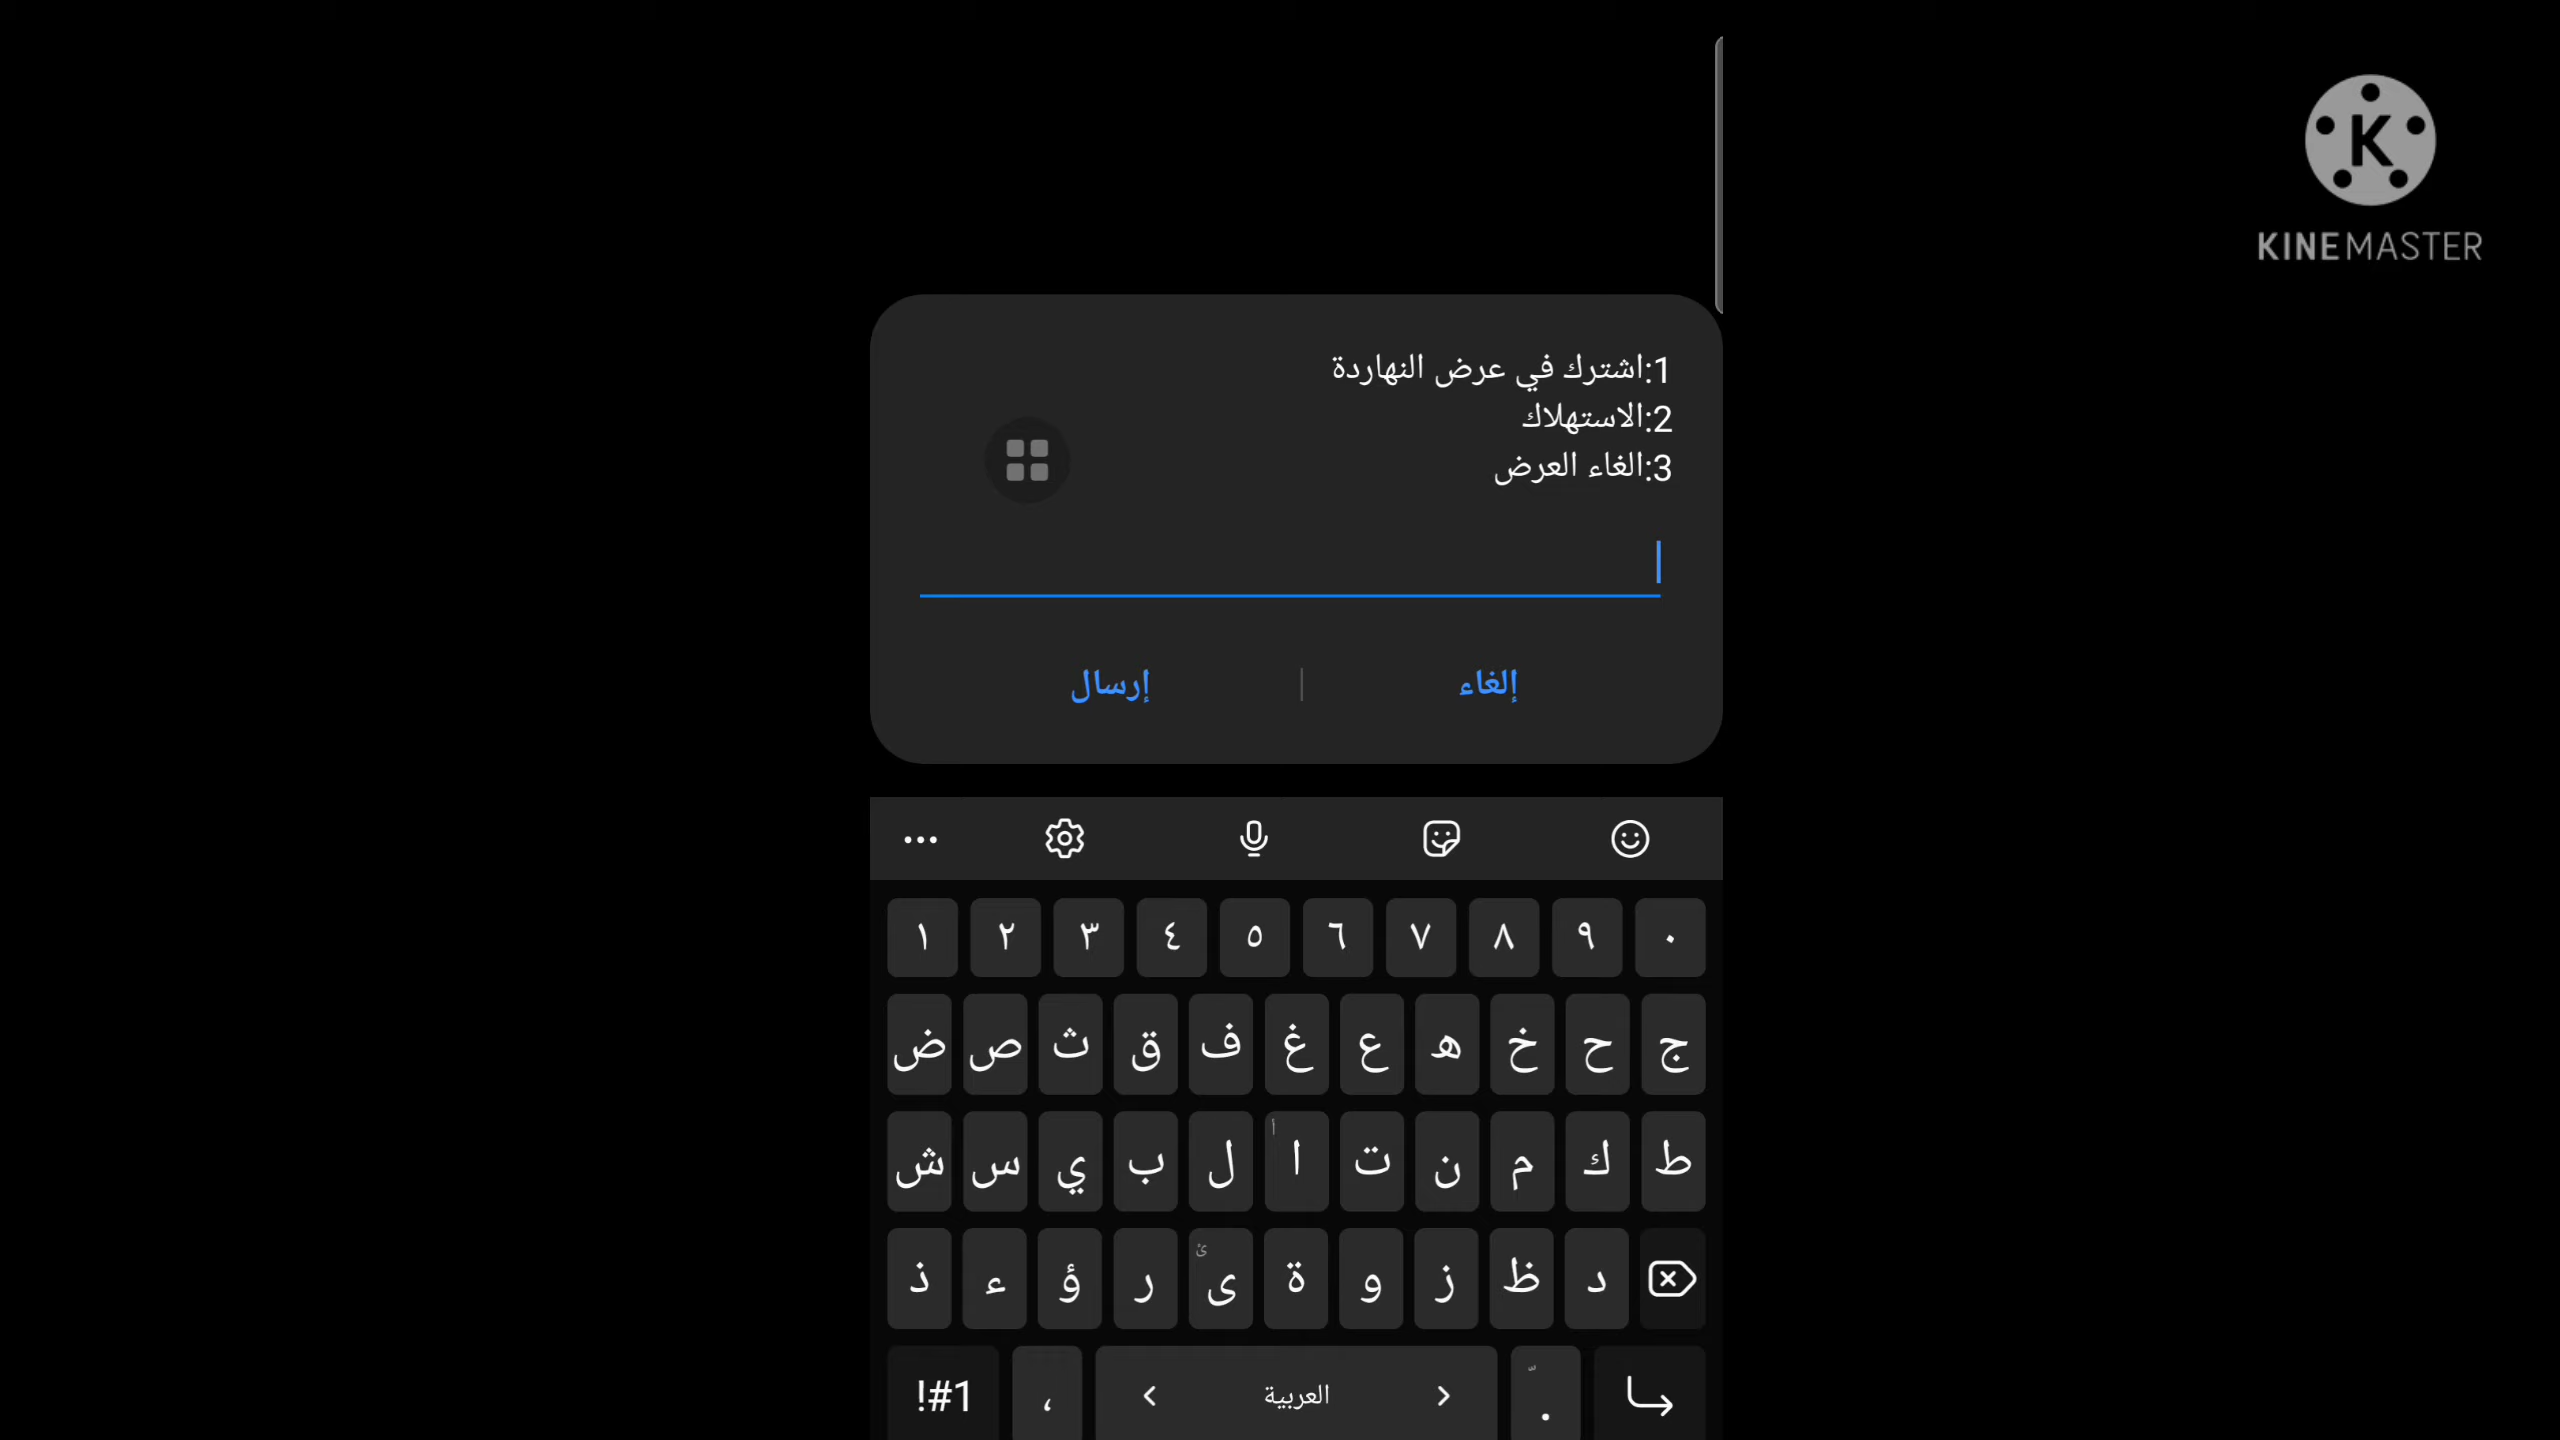 KINEMASTER
1:اشترك في عرض النهاردة
2:الاستهلاك
3:الغاء العرض
إلغاء
إرسال
١ ٢ ٣ ٤ ٥ ٦ ٧ ٨ ٩ ٠
ض ص ث ق ف غ ع ه خ ح ج
ش س ي ب ل ا ت ن م ك ط
ذ ء ؤ ر ى ة و ز ظ د
!#1 ، العربية .